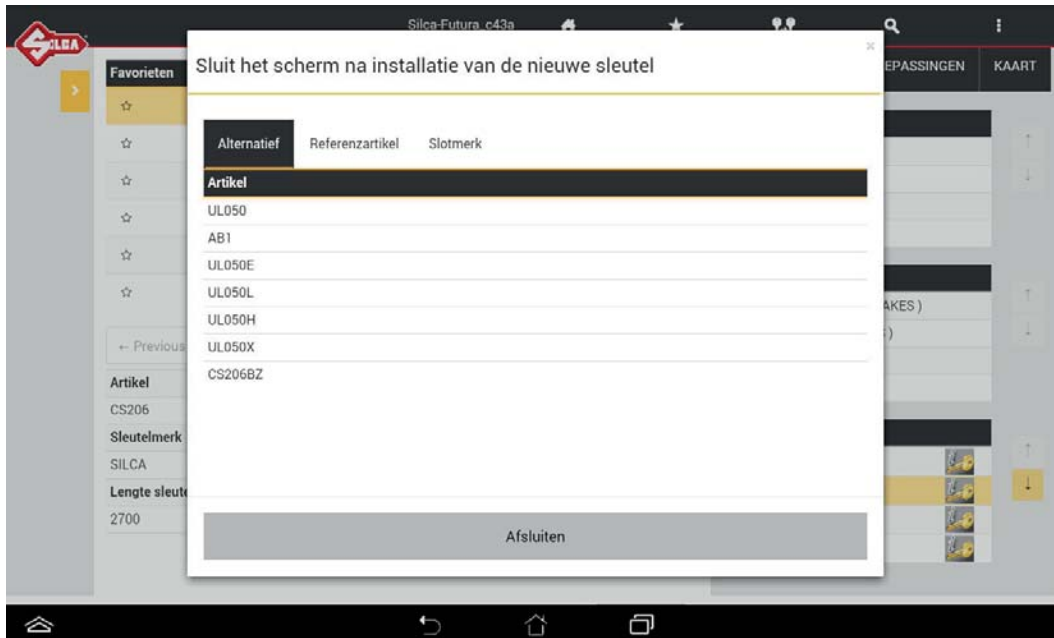 Silca-Futura_c43a
SILCA
Favorieten
EPASSINGEN
KAART
Sluit het scherm na installatie van de nieuwe sleutel
×
Alternatief
Referenzartikel
Slotmerk
Artikel
UL050
AB1
UL050E
UL050L
UL050H
UL050X
CS206BZ
Afsluiten
← Previous
Artikel
CS206
Sleutelmerk
SILCA
Lengte sleute
2700
AKES )
)